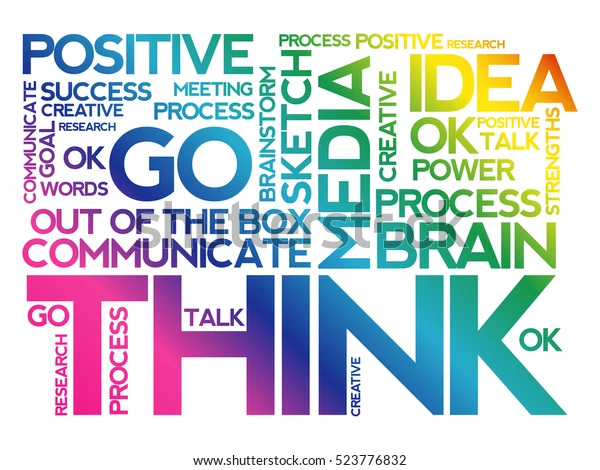 POSITIVE
PROCESS
POSITIVE
RESEARCH
COMMUNICATE
SUCCESS
MEETING
CREATIVE
PROCESS
GOAL
RESEARCH
OK
WORDS
GO
BRAINSTORM
SKETCH
MEDIA
CREATIVE
IDEA
OK
POSITIVE
TALK
STRENGTHS
POWER
PROCESS
OUT OF THE BOX
COMMUNICATE
BRAIN
GO
THINK
TALK
OK
RESEARCH
PROCESS
CREATIVE
shutterstock.com · 523776832